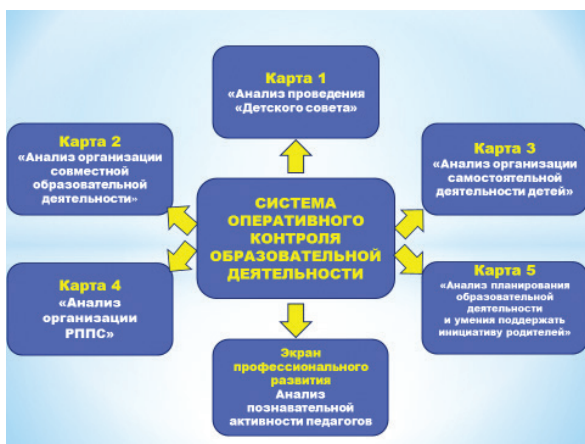 Карта 1
«Анализ проведения
«Детского совета»
Карта 2
«Анализ организации
совместной
образовательной
деятельности»
Карта 3
«Анализ организации
самостоятельной
деятельности детей»
СИСТЕМА
ОПЕРАТИВНОГО
КОНТРОЛЯ
ОБРАЗОВАТЕЛЬНОЙ
ДЕЯТЕЛЬНОСТИ
Карта 4
«Анализ
организации
РППС»
Карта 5
«Анализ планирования
образовательной
деятельности
и умения поддержать
инициативу родителей»
Экран
профессионального
развития
Анализ
познавательной
активности педагогов